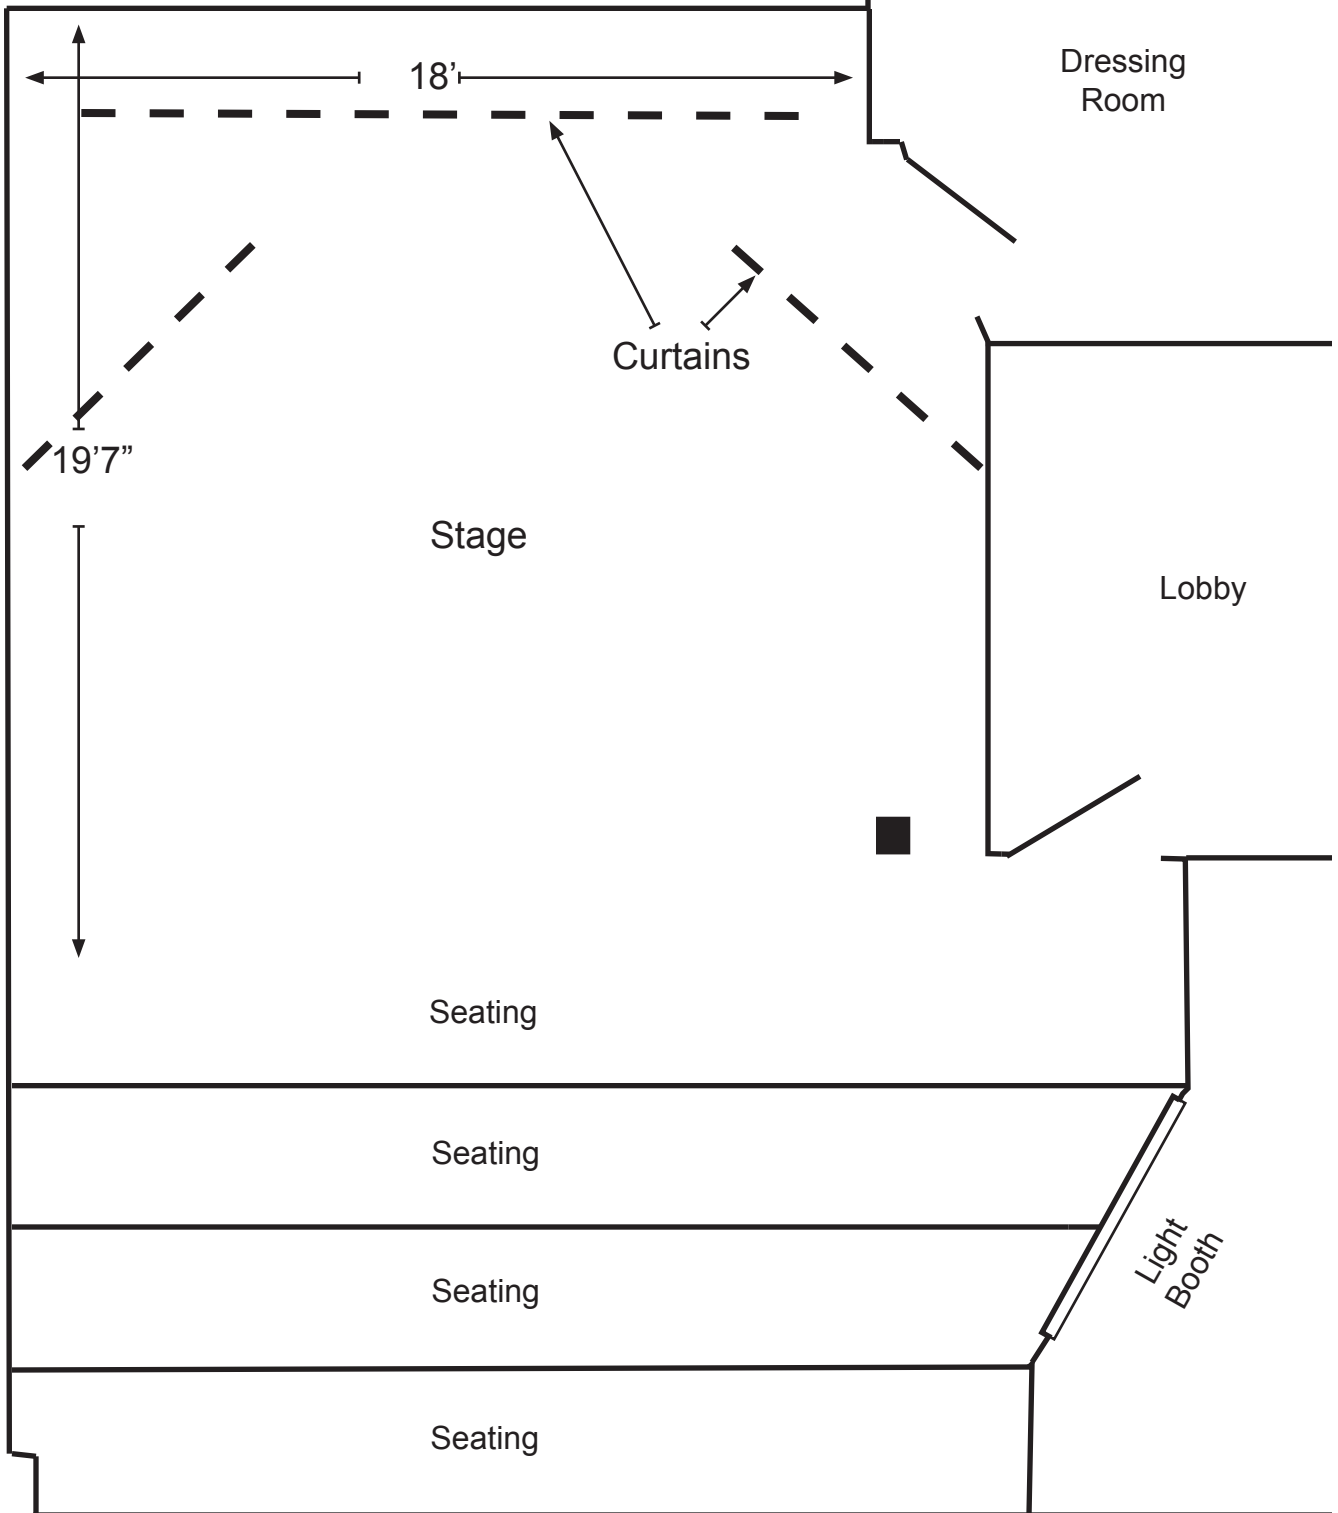 18'
Dressing
Room
Curtains
19’7”
Stage
Lobby
Seating
Seating
Light
Booth
Seating
Seating